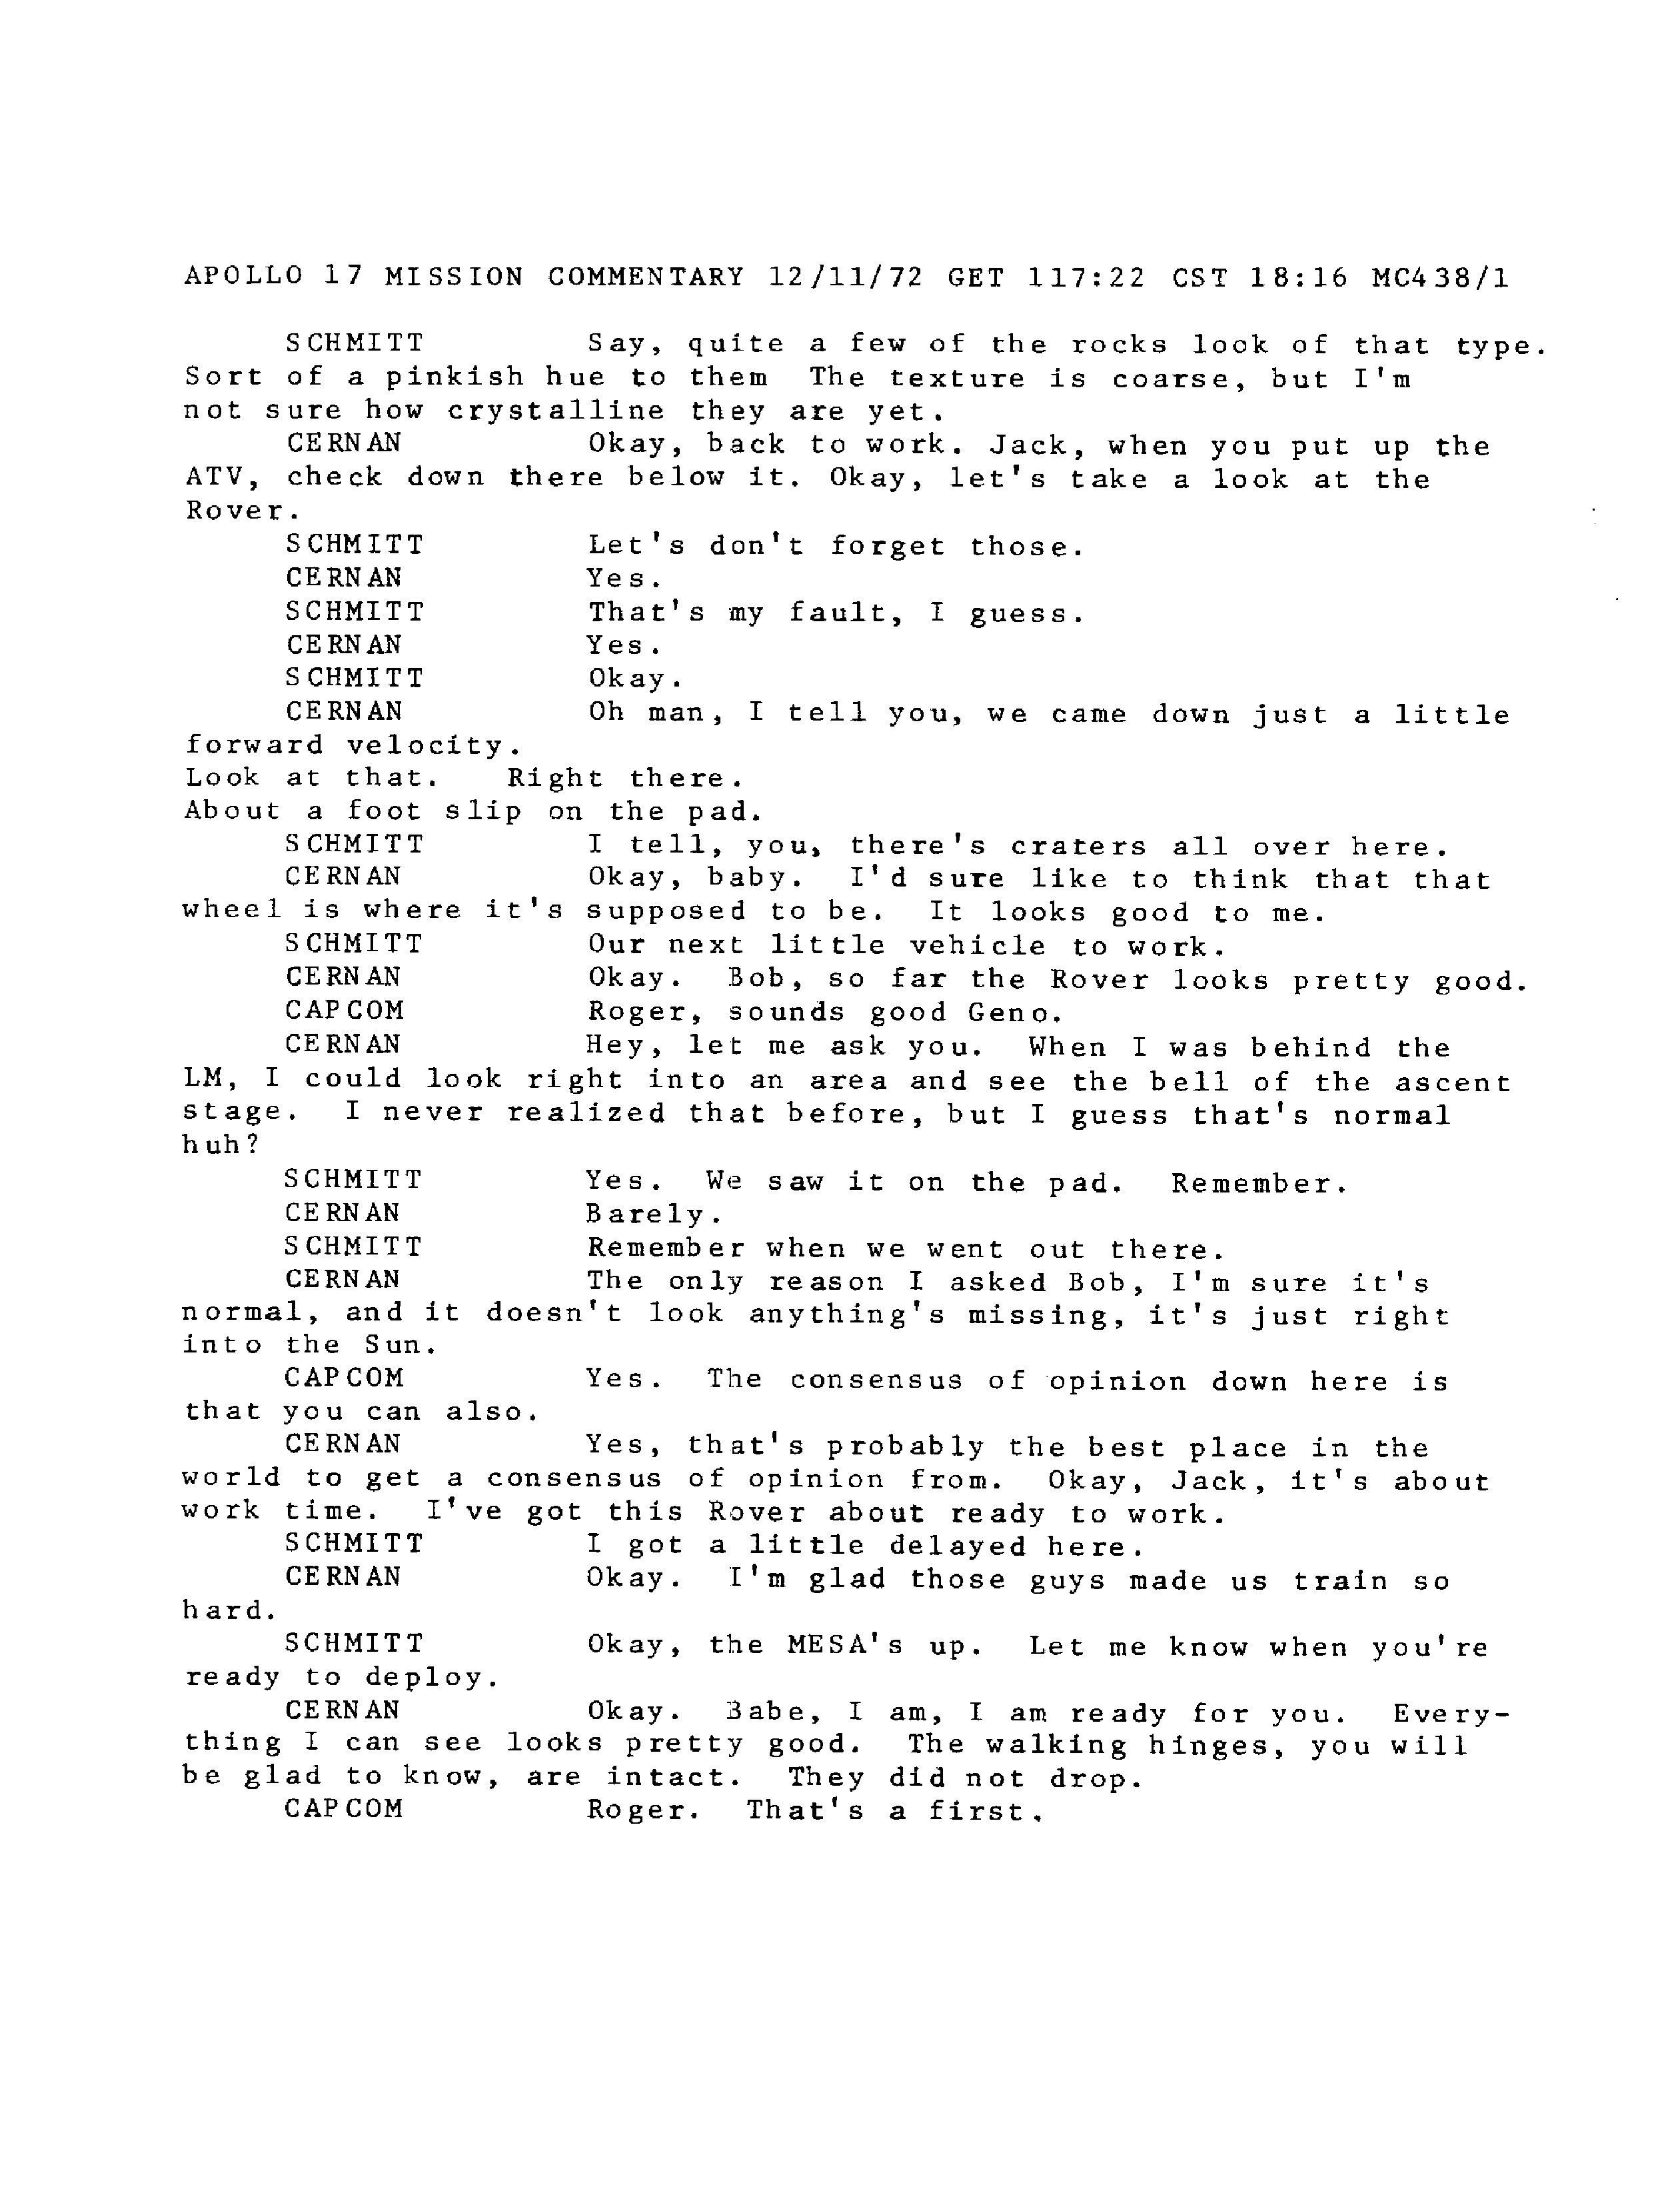 APOLLO 17 MISSION COMMENTARY 12/11/72 GET 117:22 CST 18:16 MC438/1
SCHMITT Say, quite a few of the rocks look of that type.
Sort of a pinkish hue to them The texture is coarse, but I'm
not sure how crystalline they are yet.
CERNAN Okay, back to work. Jack, when you put up the
ATV, check down there below it. Okay, let's take a look at the
Rover.
SCHMITT Let's don't forget those.
CERNAN Yes.
SCHMITT That's my fault, I guess.
CERNAN Yes.
SCHMITT Okay.
CERNAN Oh man, I tell you, we came down just a little
forward velocity.
Look at that. Right there.
About a foot slip on the pad.
SCHMITT I tell, you, there's craters all over here.
CERNAN Okay, baby. I'd sure like to think that that
wheel is where it's supposed to be. It looks good to me.
SCHMITT Our next little vehicle to work.
CERNAN Okay. Bob, so far the Rover looks pretty good.
CAPCOM Roger, sounds good Geno.
CERNAN Hey, let me ask you. When I was behind the
LM, I could look right into an area and see the bell of the ascent
stage. I never realized that before, but I guess that's normal
huh?
SCHMITT Yes. We saw it on the pad. Remember.
CERNAN Barely.
SCHMITT Remember when we went out there.
CERNAN The only reason I asked Bob, I'm sure it's
normal, and it doesn't look anything's missing, it's just right
into the Sun.
CAPCOM Yes. The consensus of opinion down here is
that you can also.
CERNAN Yes, that's probably the best place in the
world to get a consensus of opinion from. Okay, Jack, it's about
work time. I've got this Rover about ready to work.
SCHMITT I got a little delayed here.
CERNAN Okay. I'm glad those guys made us train so
hard.
SCHMITT Okay, the MESA's up. Let me know when you're
ready to deploy.
CERNAN Okay. Babe, I am, I am ready for you. Every-
thing I can see looks pretty good. The walking hinges, you will
be glad to know, are intact. They did not drop.
CAPCOM Roger. That's a first.